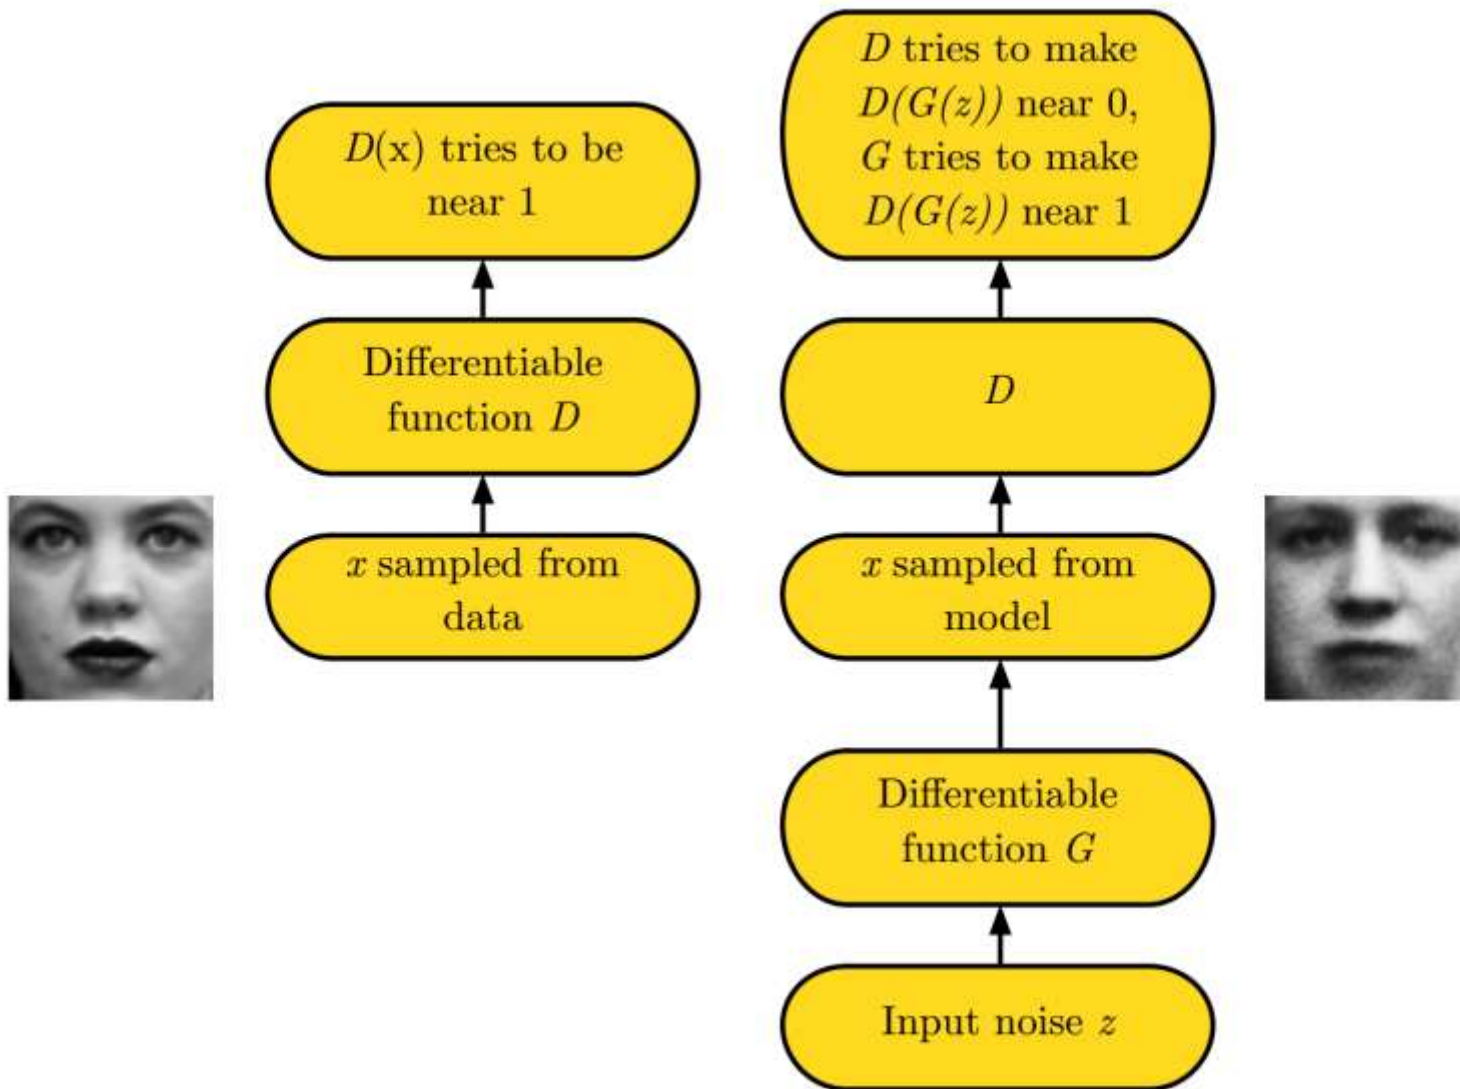 D(x) tries to be
near 1
Differentiable
function D
x sampled from
data
D tries to make
D(G(z)) near 0,
G tries to make
D(G(z)) near 1
D
x sampled from
model
Differentiable
function G
Input noise z